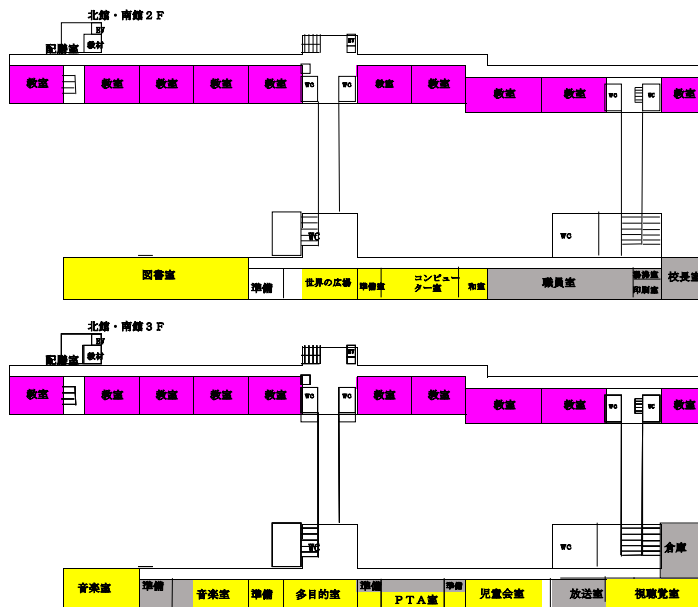 北館・南館２Ｆ
EV
配膳室 教材
EV
教室 教室 教室 教室 教室 WC WC 教室 教室 教室 教室 WC WC 教室
WC WC
図書室 準備 世界の広場 準備室 コンピュー
ター室 和室 職員室 印刷室 校長室
北館・南館３Ｆ
EV
配膳室 教材
EV
教室 教室 教室 教室 教室 WC WC 教室 教室 教室 教室 WC WC 教室
WC WC 倉庫
音楽室 準備 音楽室 準備 多目的室 準備 ＰＴＡ室 準備 児童会室 放送室 視聴覚室